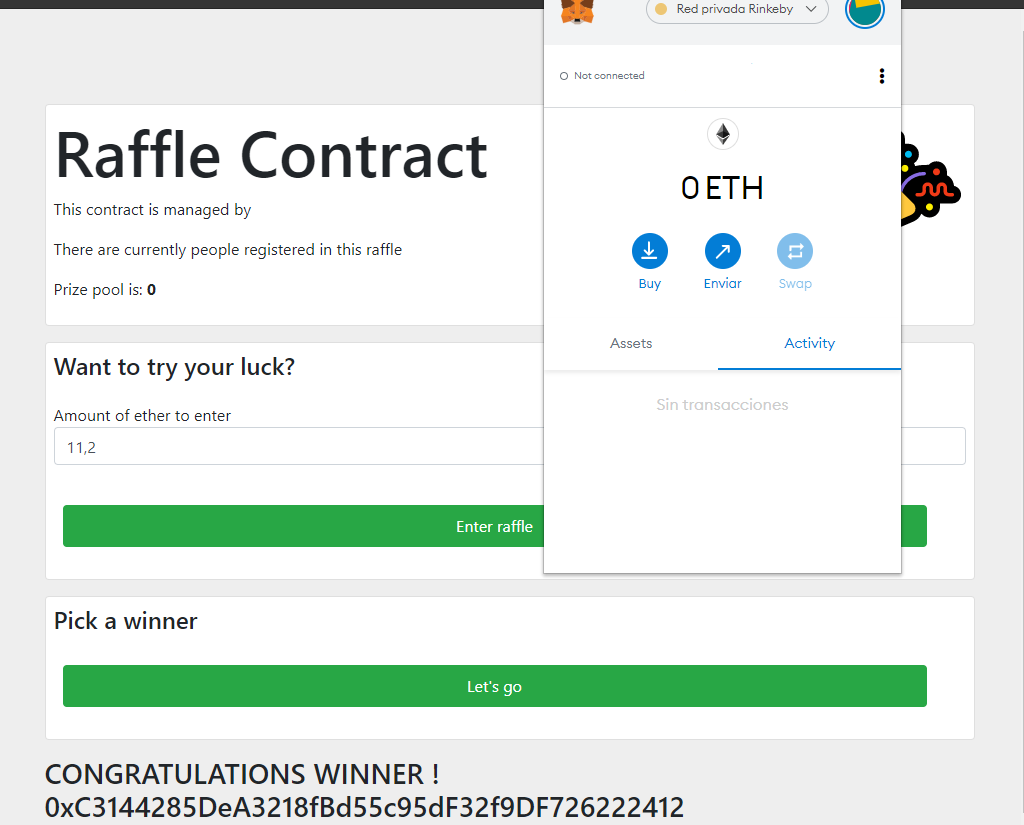 Red privada Rinkeby
Not connected
Raffle Contract
This contract is managed by
0 ETH
There are currently people registered in this raffle
Buy
Enviar
Swap
Prize pool is: 0
Assets
Activity
Want to try your luck?
Sin transacciones
Amount of ether to enter
11,2
Enter raffle
Pick a winner
Let's go
CONGRATULATIONS WINNER !
0xC3144285DeA3218fBd55c95dF32f9DF726222412